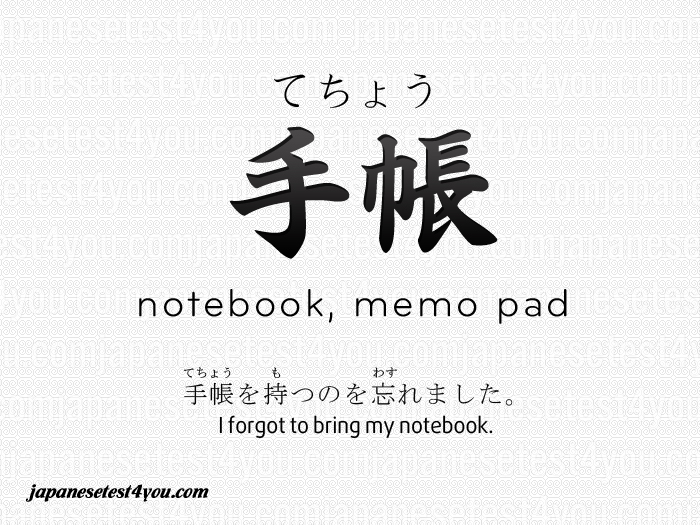 てちょう
手帳
notebook, memo pad
てちょう も わす
手帳を持つのを忘れました。
I forgot to bring my notebook.
japanesetest4you.com